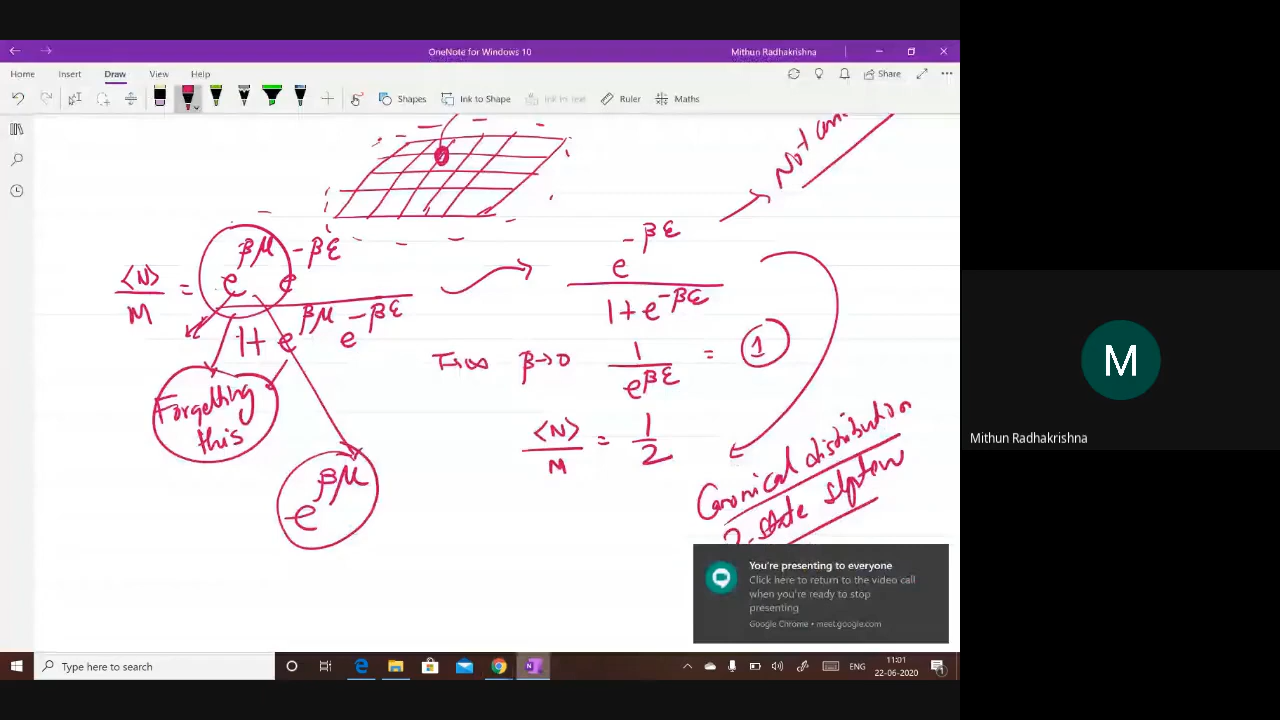 OneNote for Windows 10
Mithun Radhakrishna
Home Insert Draw View Help
Share
Shapes Ink to Shape Ink to Text Ruler Maths
Not
<N>/M = e^βμ e^-βε / 1 + e^βμ e^-βε
e^-βε / 1 + e^-βε
β→0 1/e^βε = 1
Forgetting
this
<N>/M = 1/2
e^βμ
Canonical distribution
2-state system
You're presenting to everyone
Click here to return to the video call
when you're ready to stop
presenting
Google Chrome • meet.google.com
M
Mithun Radhakrishna
Type here to search
ENG
11:01
22-06-2020